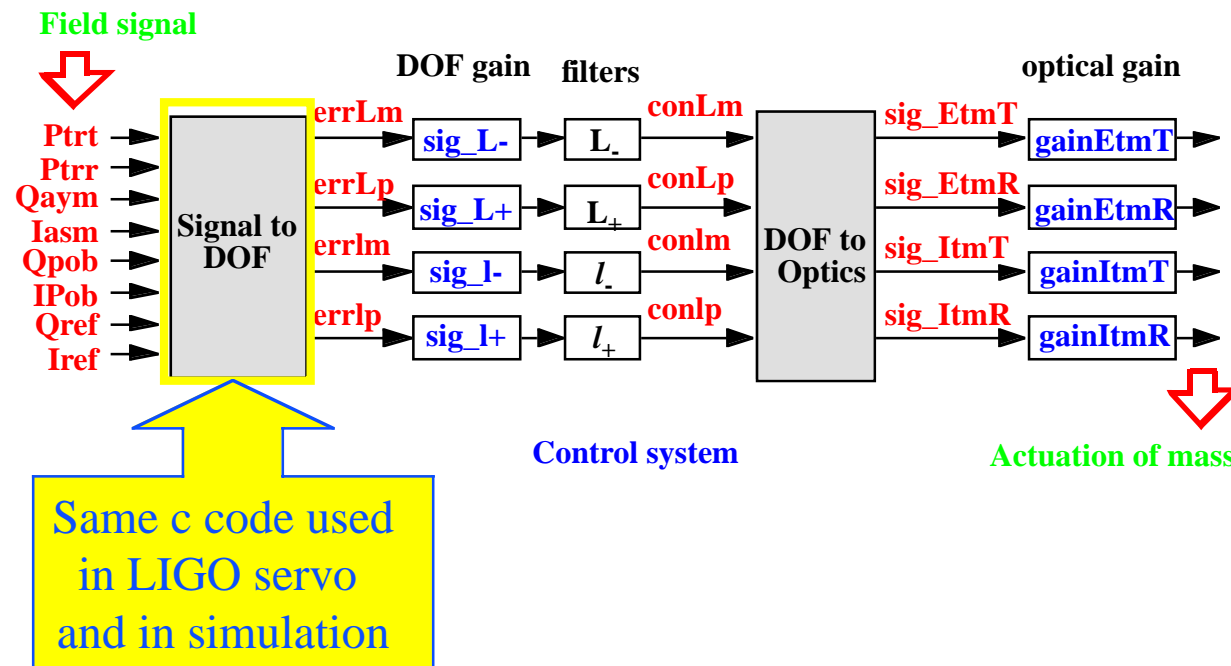 Field signal
DOF gain
filters
optical gain
Ptrt
Ptrr
Qaym
Iasm
Qpob
IPob
Qref
Iref
Signal to
DOF
errLm
errLp
errlm
errlp
sig_L-
sig_L+
sig_l-
sig_l+
L-
L+
l-
l+
conLm
conLp
conlm
conlp
DOF to
Optics
sig_EtmT
sig_EtmR
sig_ItmT
sig_ItmR
gainEtmT
gainEtmR
gainItmT
gainItmR
Control system
Actuation of mass
Same c code used
in LIGO servo
and in simulation